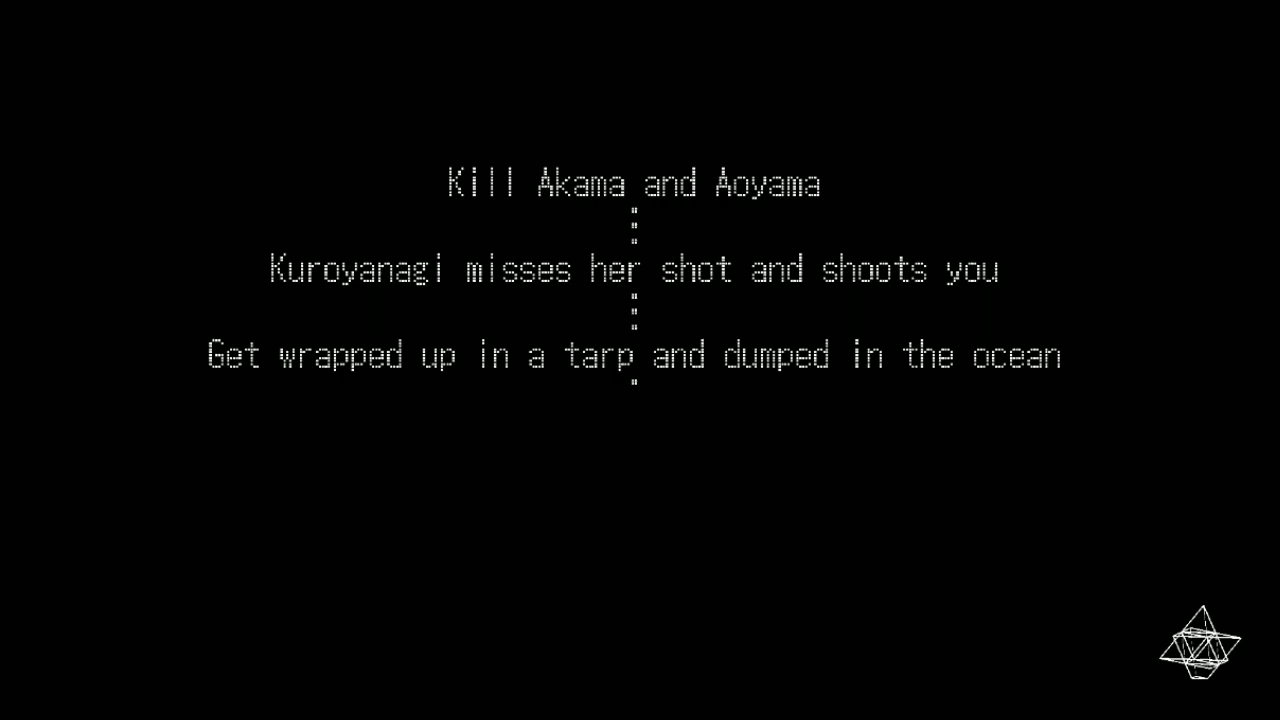 Kill Akama and Aoyama
Kuroyanagi misses her shot and shoots you
Get wrapped up in a tarp and dumped in the ocean